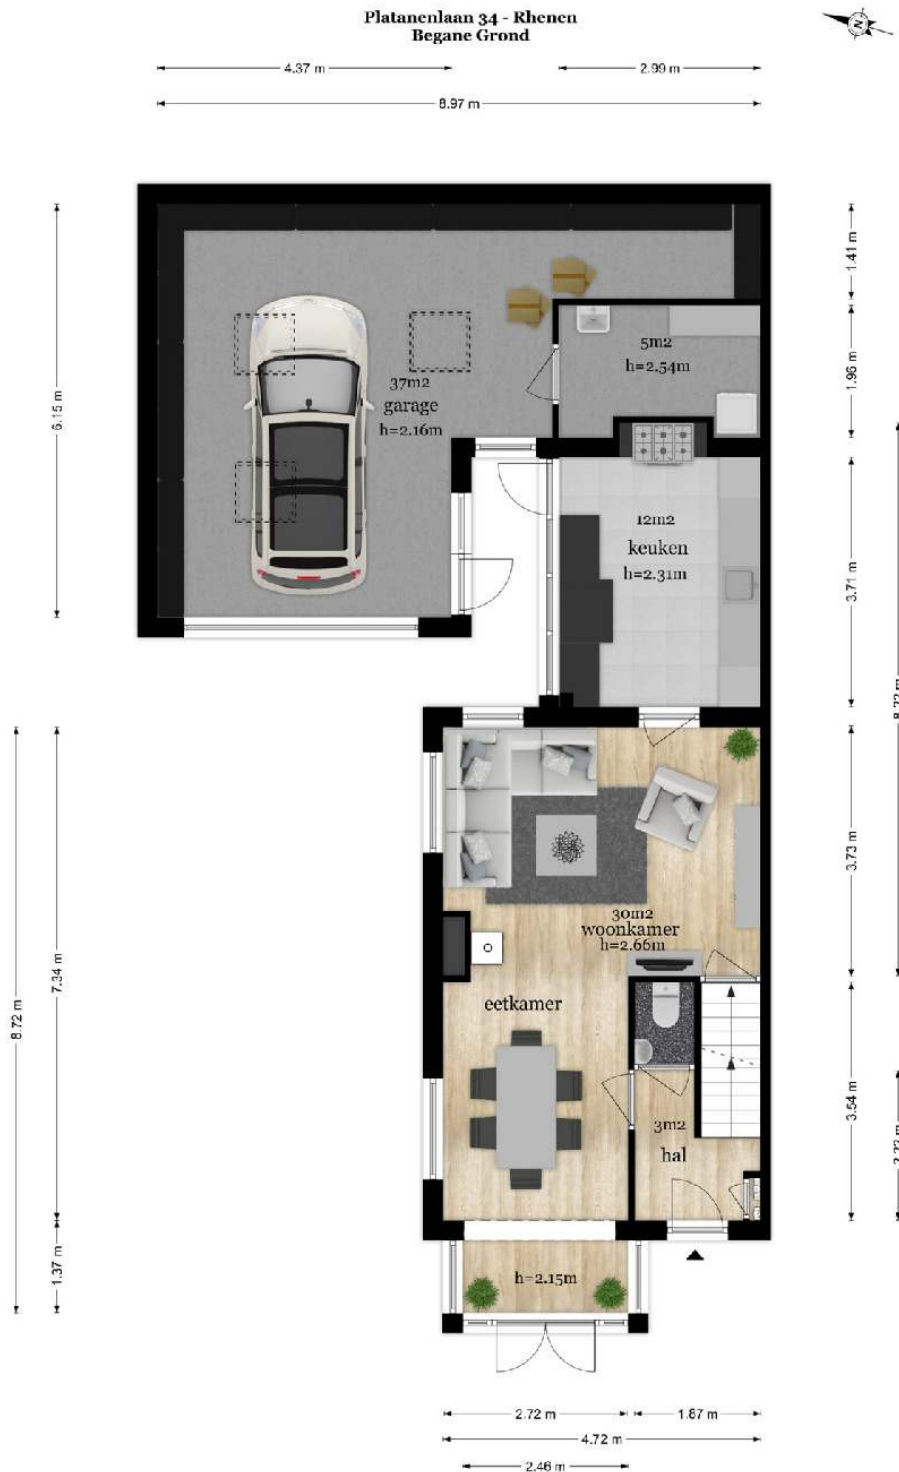 Platanenlaan 34 - Rhenen
Begane Grond
N
4.37 m
2.99 m
8.97 m
6.15 m
1.41 m
1.96 m
3.71 m
5m2
h=2.54m
37m2
garage
h=2.16m
12m2
keuken
h=2.31m
8.72 m
7.34 m
1.37 m
3.73 m
3.54 m
30m2
woonkamer
h=2.66m
eetkamer
3m2
hal
h=2.15m
2.72 m
1.87 m
4.72 m
2.46 m